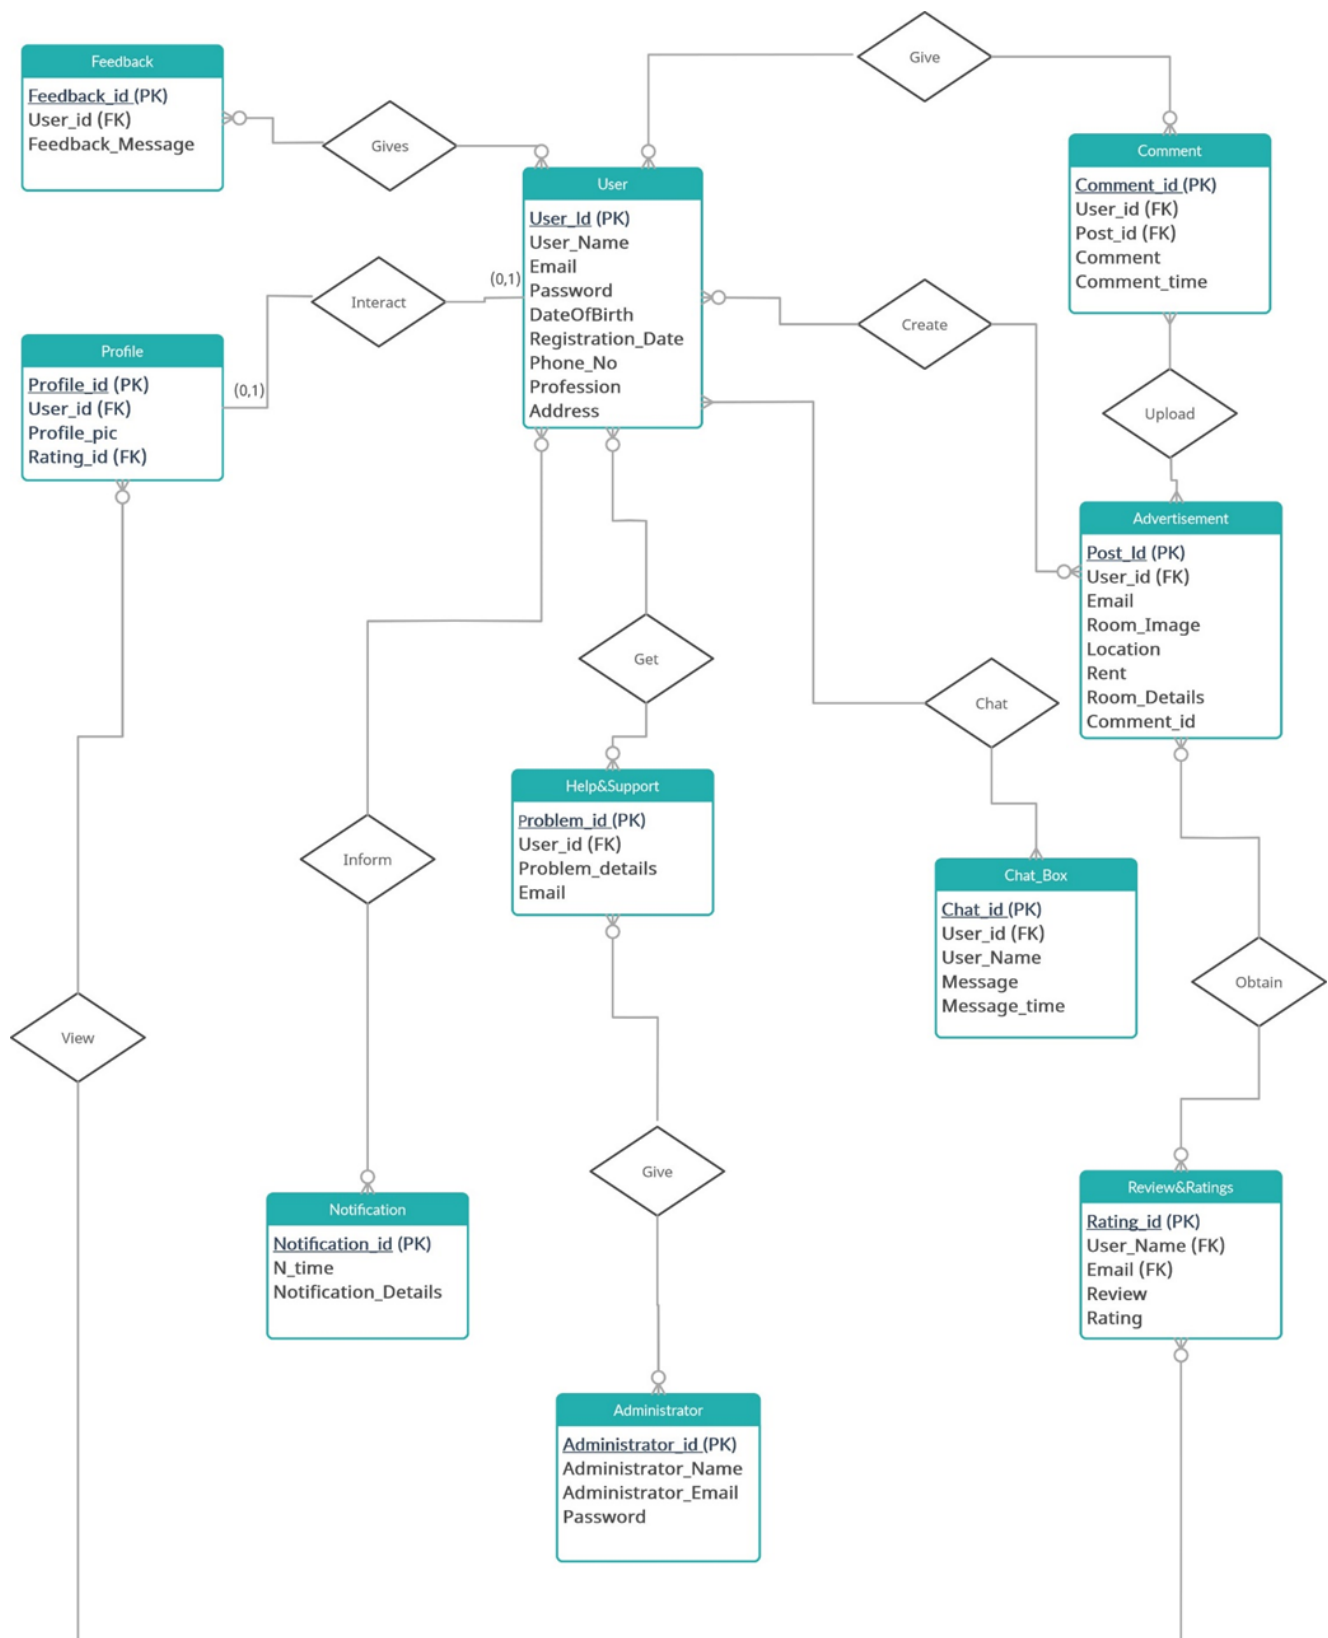 Feedback
Feedback_id (PK)
User_id (FK)
Feedback_Message
Gives
Give
Comment
Comment_id (PK)
User_id (FK)
Post_id (FK)
Comment
Comment_time
User
User_Id (PK)
User_Name
Email
Password
DateOfBirth
Registration_Date
Phone_No
Profession
Address
(0,1)
Interact
(0,1)
Create
Profile
Profile_id (PK)
User_id (FK)
Profile_pic
Rating_id (FK)
Upload
Advertisement
Post_Id (PK)
User_id (FK)
Email
Room_Image
Location
Rent
Room_Details
Comment_id
Get
Chat
Help&Support
Problem_id (PK)
User_id (FK)
Problem_details
Email
Inform
Chat_Box
Chat_id (PK)
User_id (FK)
User_Name
Message
Message_time
Obtain
View
Give
Notification
Notification_id (PK)
N_time
Notification_Details
Review&Ratings
Rating_id (PK)
User_Name (FK)
Email (FK)
Review
Rating
Administrator
Administrator_id (PK)
Administrator_Name
Administrator_Email
Password